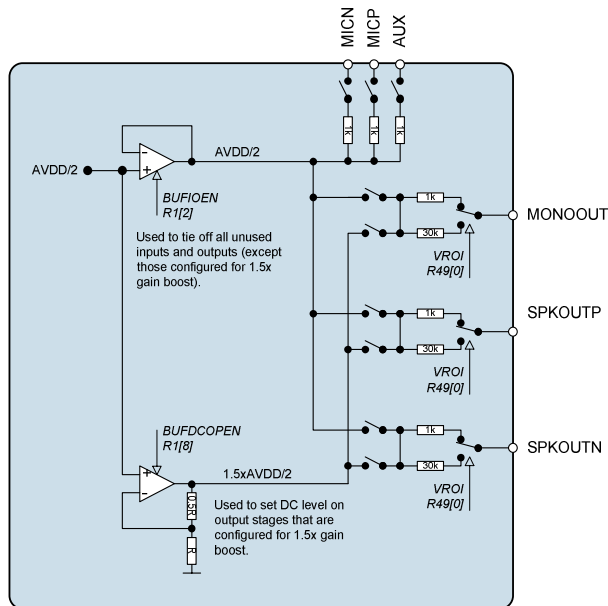 MICN
MICP
AUX
1k
1k
1k
AVDD/2
AVDD/2
BUFIOEN
R1[2]
Used to tie off all unused
inputs and outputs (except
those configured for 1.5x
gain boost).
1k
30k
VROI
R49[0]
MONOOUT
1k
30k
VROI
R49[0]
SPKOUTP
1k
30k
VROI
R49[0]
SPKOUTN
BUFDCOPEN
R1[8]
1.5xAVDD/2
0.5R
R
Used to set DC level on
output stages that are
configured for 1.5x gain
boost.